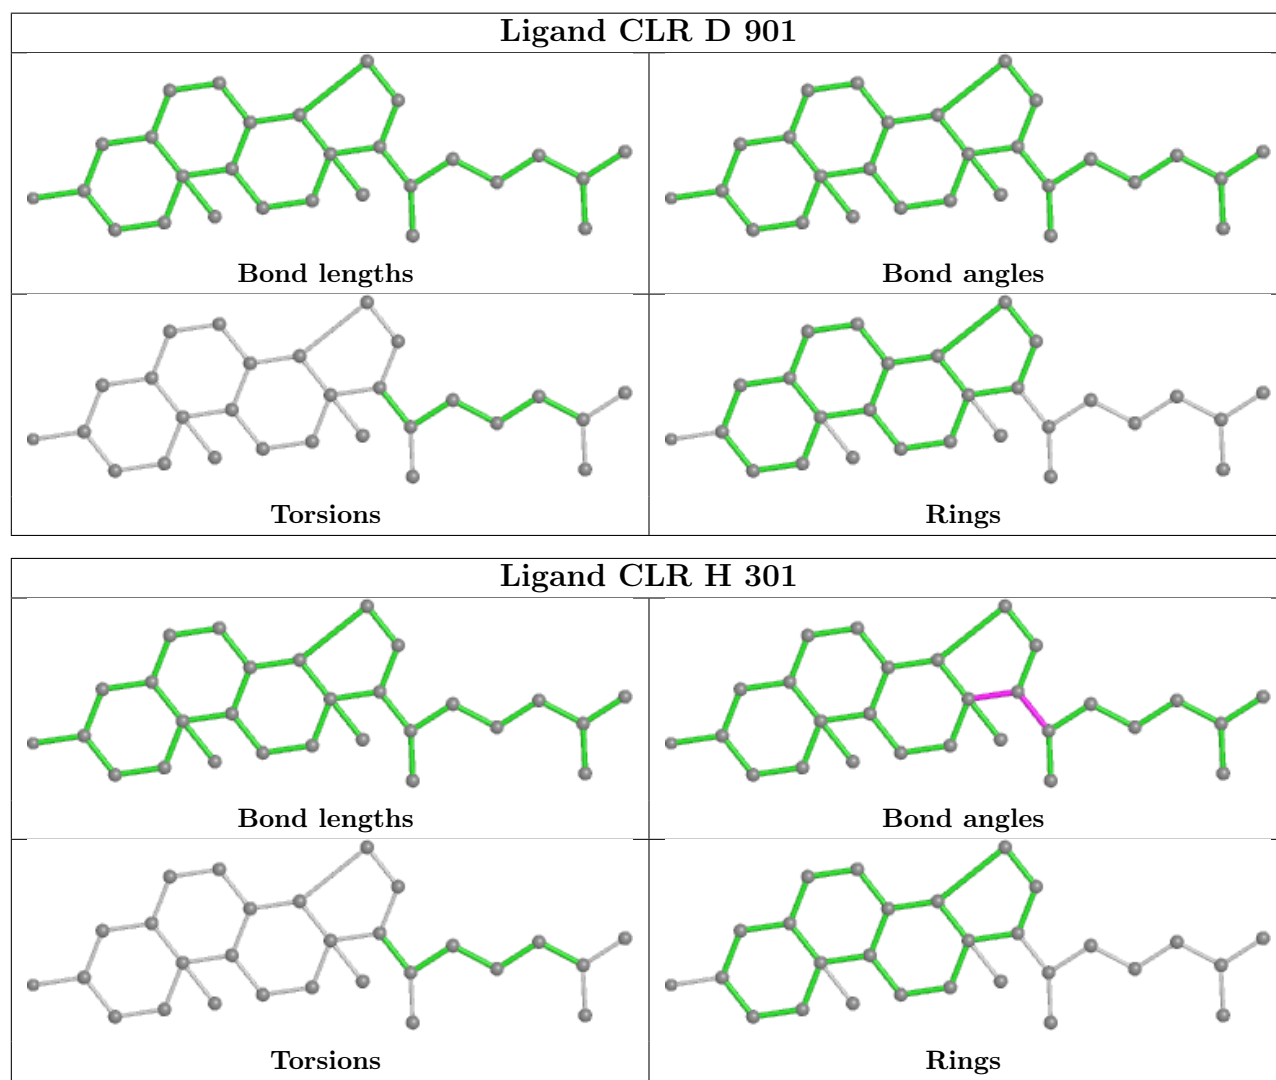 Ligand CLR D 901
Bond lengths
Bond angles
Torsions
Rings
Ligand CLR H 301
Bond lengths
Bond angles
Torsions
Rings